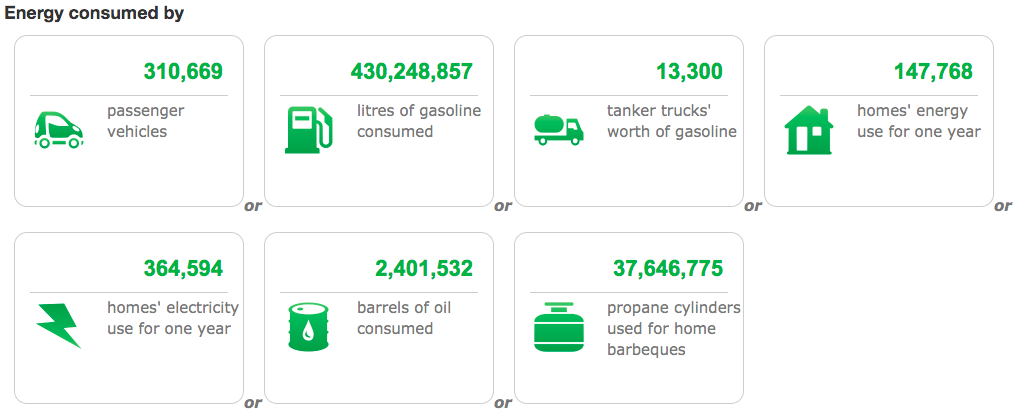 Energy consumed by
310,669
passenger
vehicles
or
430,248,857
litres of gasoline
consumed
or
13,300
tanker trucks'
worth of gasoline
or
147,768
homes' energy
use for one year
or
364,594
homes' electricity
use for one year
or
2,401,532
barrels of oil
consumed
or
37,646,775
propane cylinders
used for home
barbeques